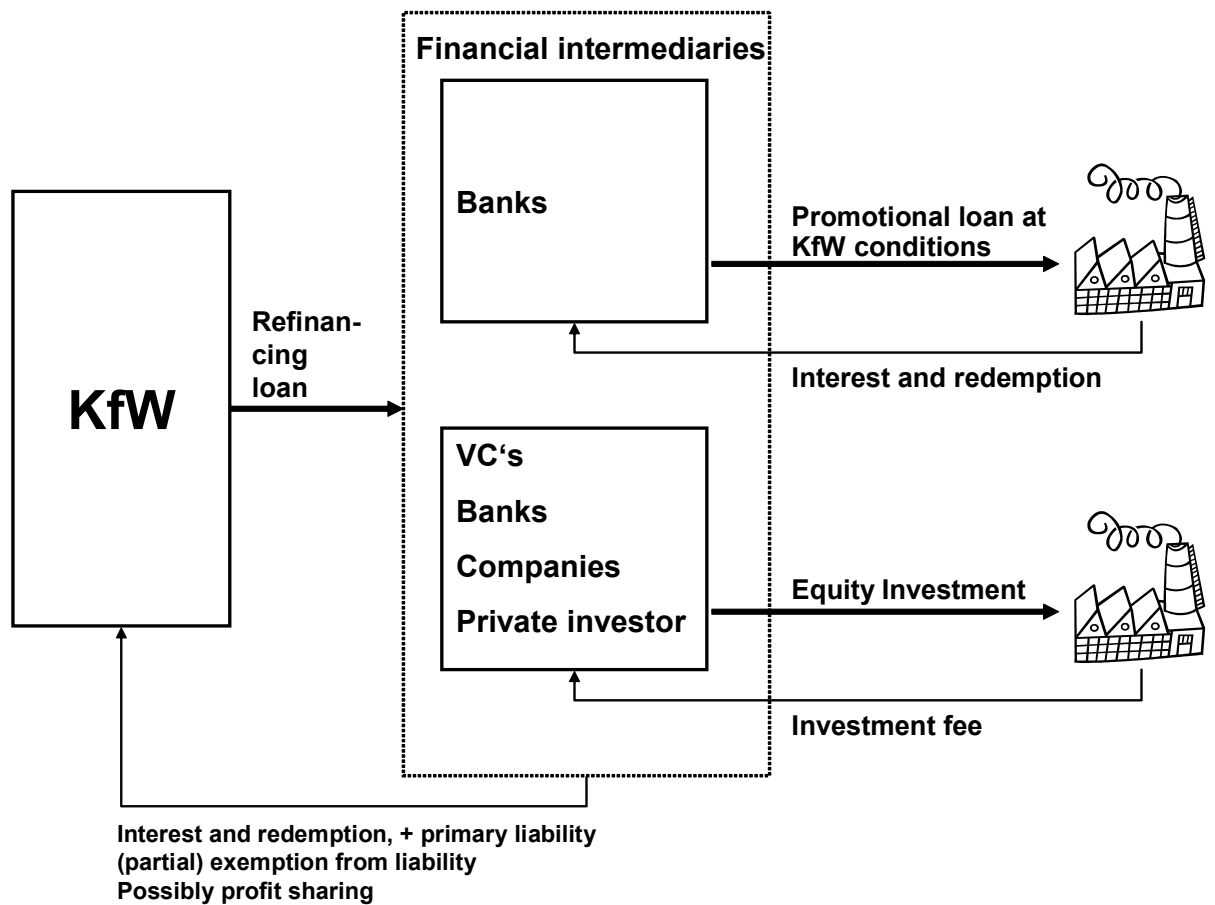 Financial intermediaries
Banks
Promotional loan at
KfW conditions
Refinan-
cing
loan
Interest and redemption
KfW
VC‘s
Banks
Companies
Private investor
Equity Investment
Investment fee
Interest and redemption, + primary liability
(partial) exemption from liability
Possibly profit sharing